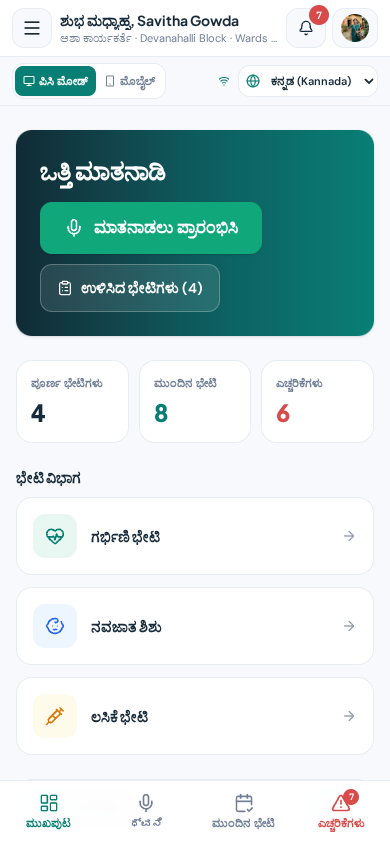 ಶುಭ ಮಧ್ಯಾಹ್ನ, Savitha Gowda
ಆಶಾ ಕಾರ್ಯಕರ್ತೆ · Devanahalli Block · Wards ...
7
ಪಿಸಿ ಮೋಡ್
ಮೊಬೈಲ್
ಕನ್ನಡ (Kannada)
ಒತ್ತಿ ಮಾತನಾಡಿ
ಮಾತನಾಡಲು ಪ್ರಾರಂಭಿಸಿ
ಉಳಿಸಿದ ಭೇಟಿಗಳು (4)
ಪೂರ್ಣ ಭೇಟಿಗಳು
4
ಮುಂದಿನ ಭೇಟಿ
8
ಎಚ್ಚರಿಕೆಗಳು
6
ಭೇಟಿ ವಿಭಾಗ
ಗರ್ಭಿಣಿ ಭೇಟಿ
ನವಜಾತ ಶಿಶು
ಲಸಿಕೆ ಭೇಟಿ
ಮುಖಪುಟ
ಧ್ವನಿ
ಮುಂದಿನ ಭೇಟಿ
7
ಎಚ್ಚರಿಕೆಗಳು